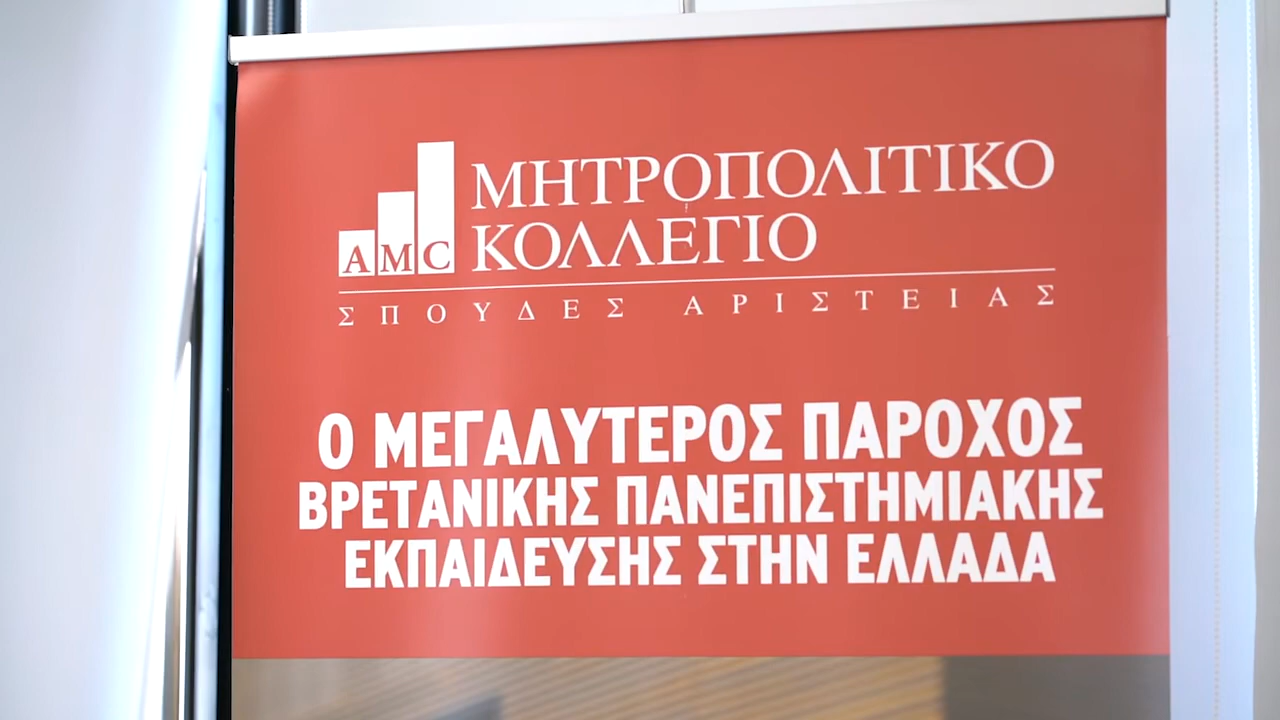 AMC
ΜΗΤΡΟΠΟΛΙΤΙΚΟ
ΚΟΛΛΕΓΙΟ
ΣΠΟΥΔΕΣ ΑΡΙΣΤΕΙΑΣ
Ο ΜΕΓΑΛΥΤΕΡΟΣ ΠΑΡΟΧΟΣ
ΒΡΕΤΑΝΙΚΗΣ ΠΑΝΕΠΙΣΤΗΜΙΑΚΗΣ
ΕΚΠΑΙΔΕΥΣΗΣ ΣΤΗΝ ΕΛΛΑΔΑ